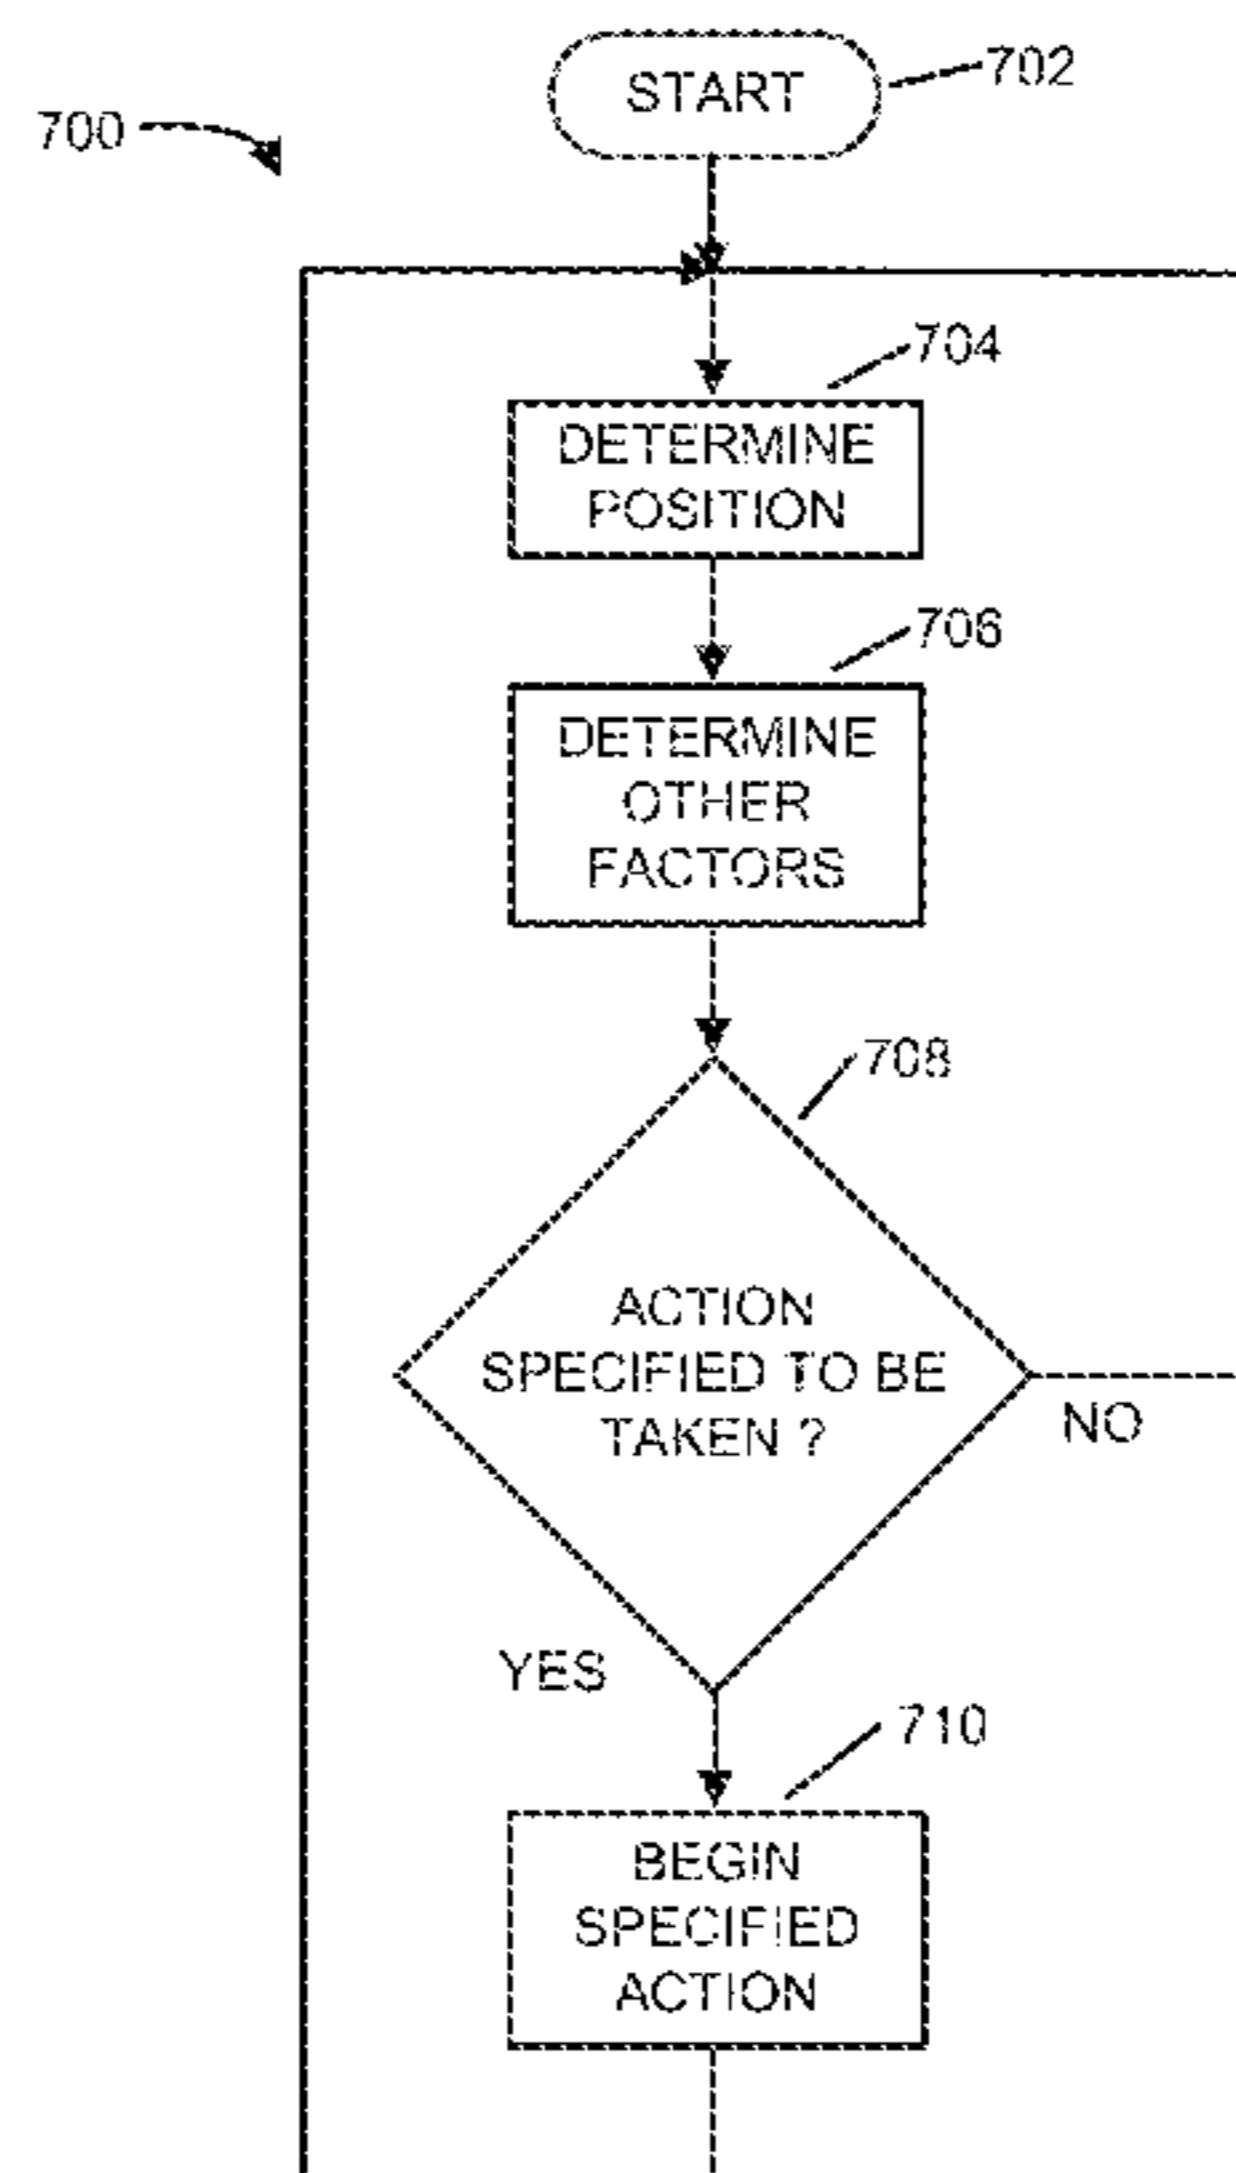 START
702
700
704
DETERMINE
POSITION
706
DETERMINE
OTHER
FACTORS
708
ACTION
SPECIFIED TO BE
TAKEN ?
NO
YES
710
BEGIN
SPECIFIED
ACTION